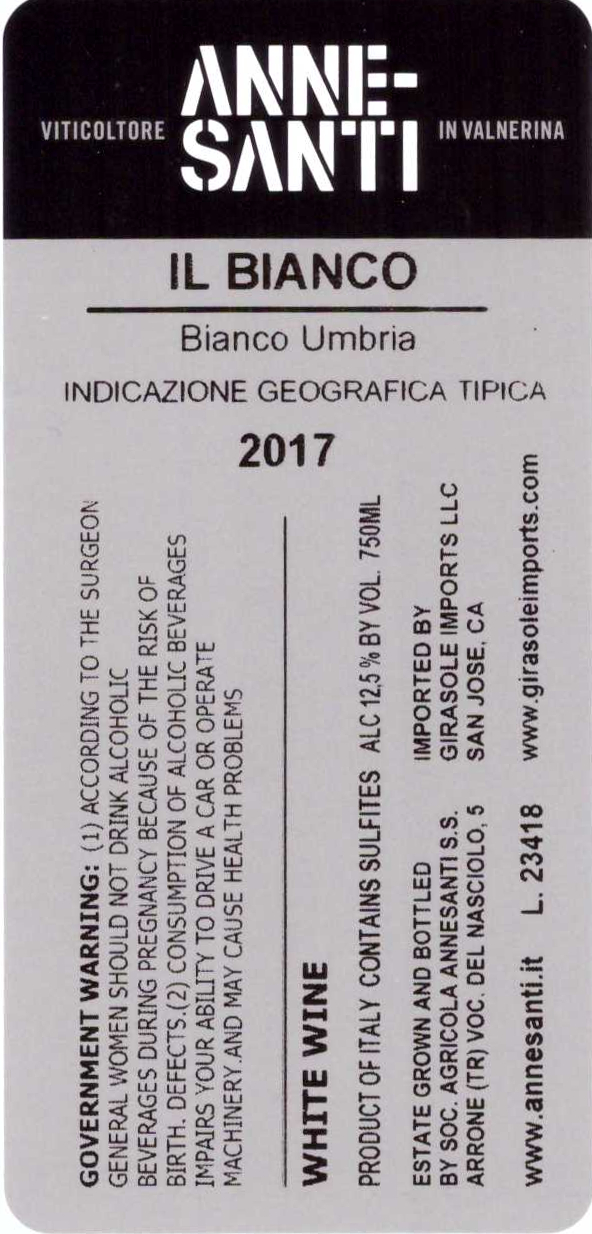 VITICOLTORE
ANNE-
SANTI
IN VALNERINA
IL BIANCO
Bianco Umbria
INDICAZIONE GEOGRAFICA TIPICA
2017
GOVERNMENT WARNING: (1) ACCORDING TO THE SURGEON
GENERAL WOMEN SHOULD NOT DRINK ALCOHOLIC
BEVERAGES DURING PREGNANCY BECAUSE OF THE RISK OF
BIRTH. DEFECTS.(2) CONSUMPTION OF ALCOHOLIC BEVERAGES
IMPAIRS YOUR ABILITY TO DRIVE A CAR OR OPERATE
MACHINERY.AND MAY CAUSE HEALTH PROBLEMS
WHITE WINE
PRODUCT OF ITALY CONTAINS SULFITES ALC 12,5 % BY VOL. 750ML
ESTATE GROWN AND BOTTLED
BY SOC. AGRICOLA ANNESANTI S.S.
ARRONE (TR) VOC. DEL NASCIOLO, 5
IMPORTED BY
GIRASOLE IMPORTS LLC
SAN JOSE, CA
www.annesanti.it L. 23418 www.girasoleimports.com